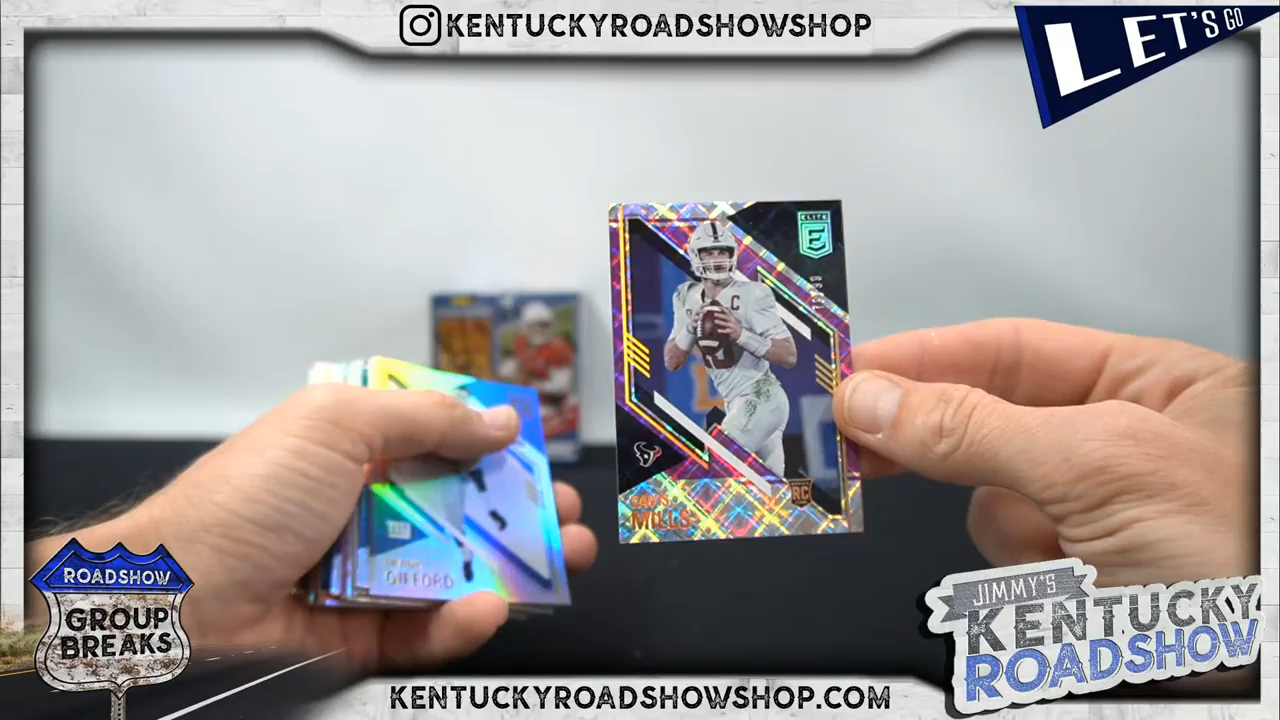 KENTUCKYROADSHOWSHOP
LET'S GO
ELITE
E
C
DAVIS
MILLS
RC
GIFFORD
ROADSHOW
GROUP
BREAKS
JIMMY'S
KENTUCKY
ROADSHOW
KENTUCKYROADSHOWSHOP.COM